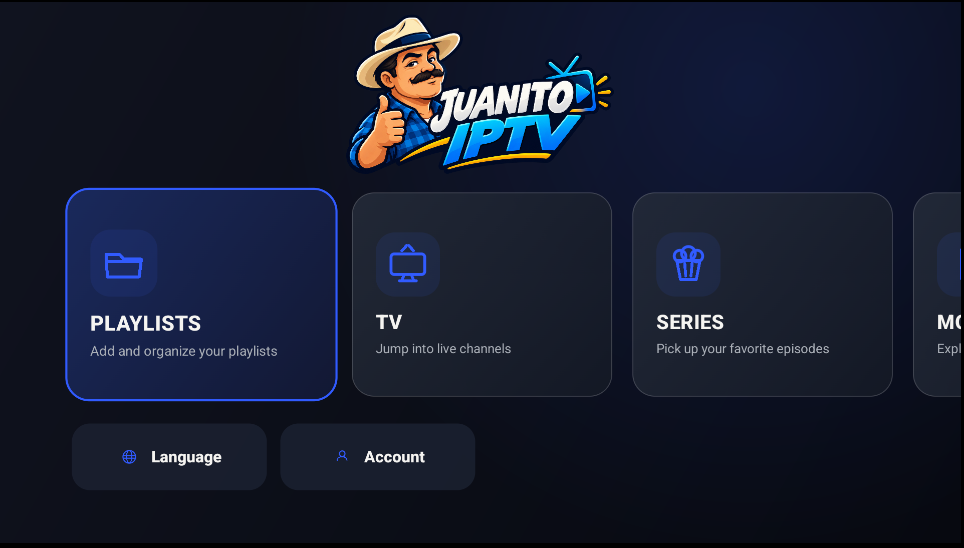 JUANITO
IPTV
PLAYLISTS
Add and organize your playlists
TV
Jump into live channels
SERIES
Pick up your favorite episodes
Language
Account